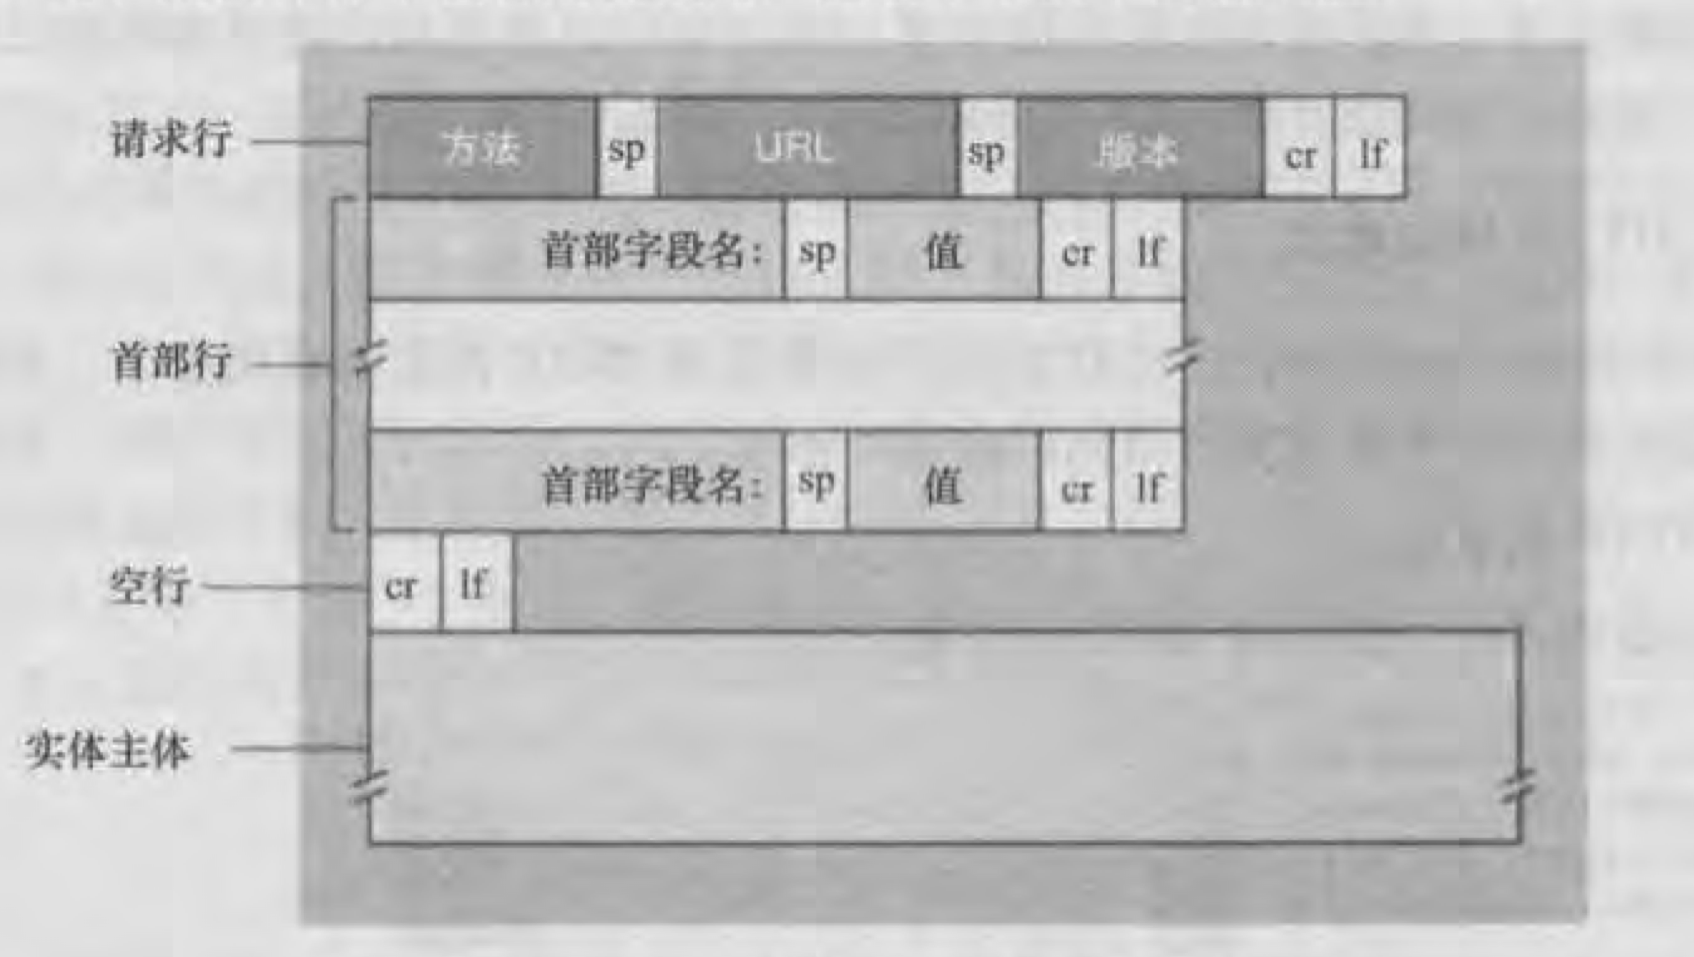 请求行 方法 sp URL sp 版本 cr lf
首部字段名: sp 值 cr lf
首部行
首部字段名: sp 值 cr lf
空行 cr lf
实体主体